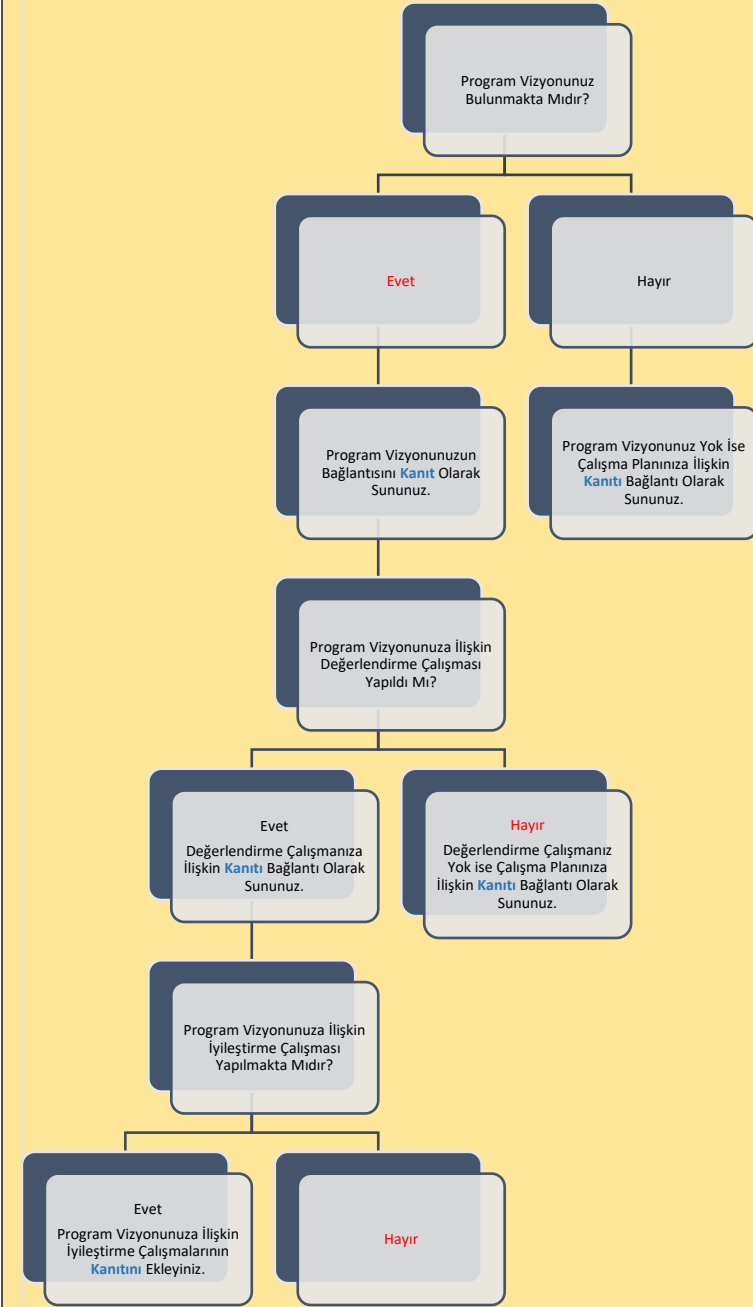 Program Vizyonunuz
Bulunmakta Mıdır?
Evet
Hayır
Program Vizyonunuzun
Bağlantısını Kanıt Olarak
Sununuz.
Program Vizyonunuz Yok İse
Çalışma Planınıza İlişkin
Kanıtı Bağlantı Olarak
Sununuz.
Program Vizyonunuza İlişkin
Değerlendirme Çalışması
Yapıldı Mı?
Evet
Değerlendirme Çalışmanıza
İlişkin Kanıtı Bağlantı Olarak
Sununuz.
Hayır
Değerlendirme Çalışmanız
Yok ise Çalışma Planınıza
İlişkin Kanıtı Bağlantı Olarak
Sununuz.
Program Vizyonunuza İlişkin
İyileştirme Çalışması
Yapılmakta Mıdır?
Evet
Program Vizyonunuza İlişkin
İyileştirme Çalışmalarının
Kanıtını Ekleyiniz.
Hayır